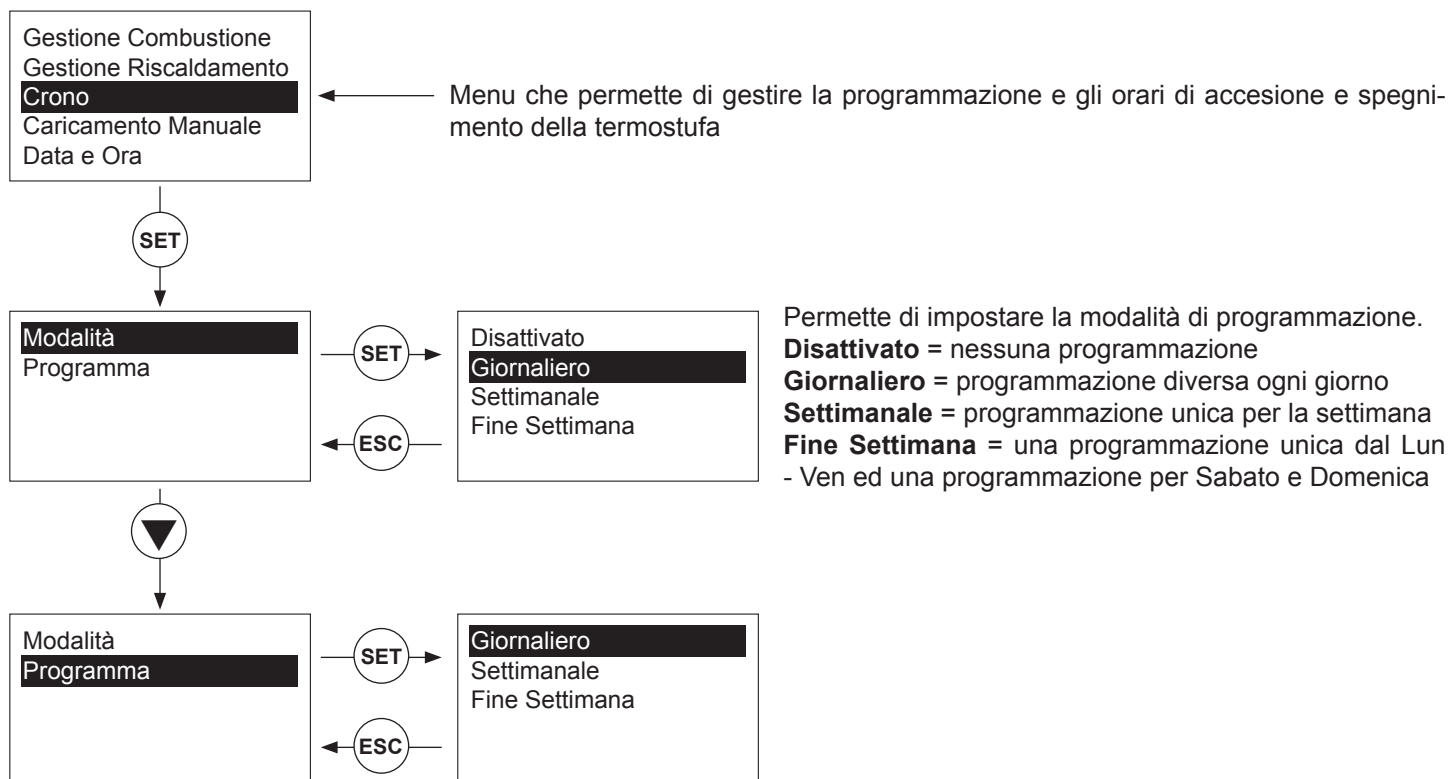 Gestione Combustione
Gestione Riscaldamento
Crono
Caricamento Manuale
Data e Ora
Menu che permette di gestire la programmazione e gli orari di accesione e spegni-
mento della termostufa
SET
Modalità
Programma
SET
ESC
Disattivato
Giornaliero
Settimanale
Fine Settimana
Permette di impostare la modalità di programmazione.
Disattivato = nessuna programmazione
Giornaliero = programmazione diversa ogni giorno
Settimanale = programmazione unica per la settimana
Fine Settimana = una programmazione unica dal Lun
- Ven ed una programmazione per Sabato e Domenica
Modalità
Programma
SET
ESC
Giornaliero
Settimanale
Fine Settimana